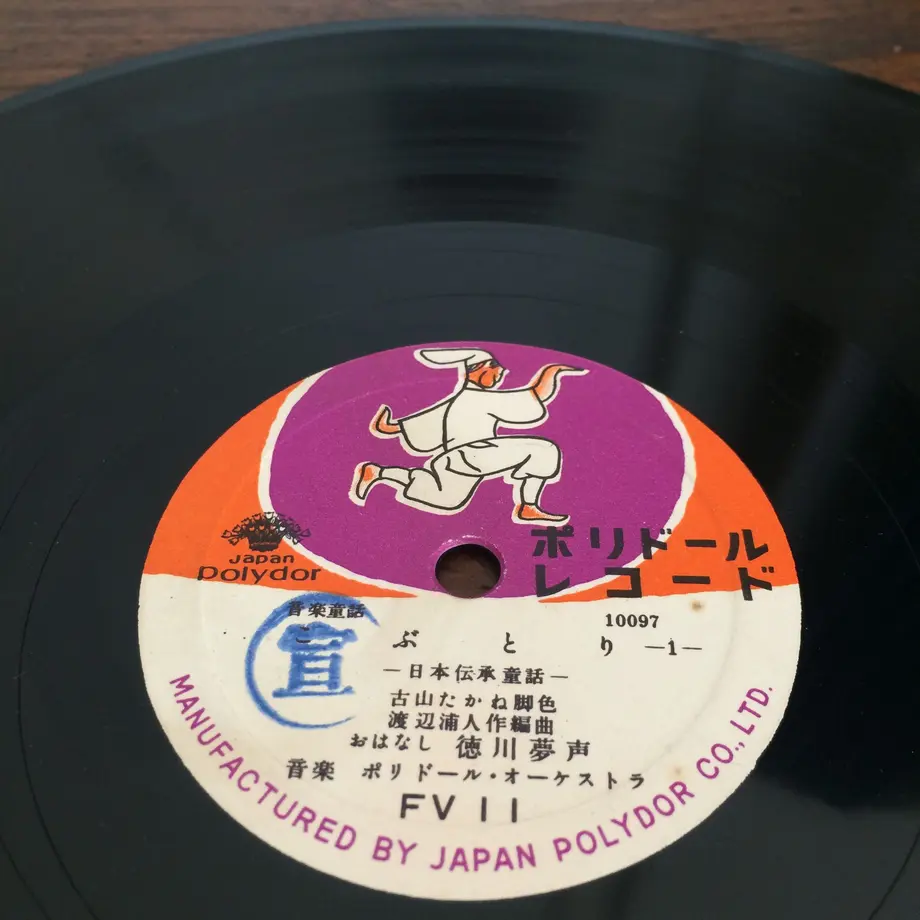 Japan
Polydor
ポリドール
レコード
音楽童話
10097
こぶとり —1—
—日本伝承童話—
古山たかね脚色
渡辺浦人作編曲
おはなし 徳川夢声
音楽 ポリドール・オーケストラ
FV11
MANUFACTURED BY JAPAN POLYDOR CO., LTD.
宣